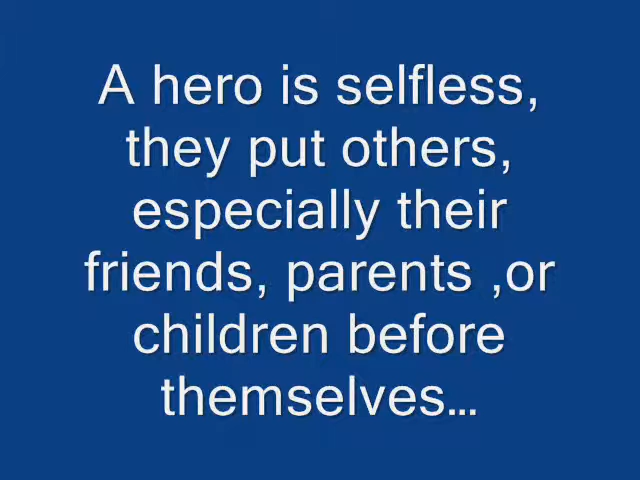 A hero is selfless,
they put others,
especially their
friends, parents ,or
children before
themselves...